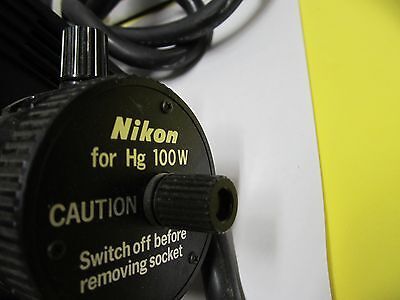 Nikon
for Hg 100W
CAUTION
Switch off before
removing socket